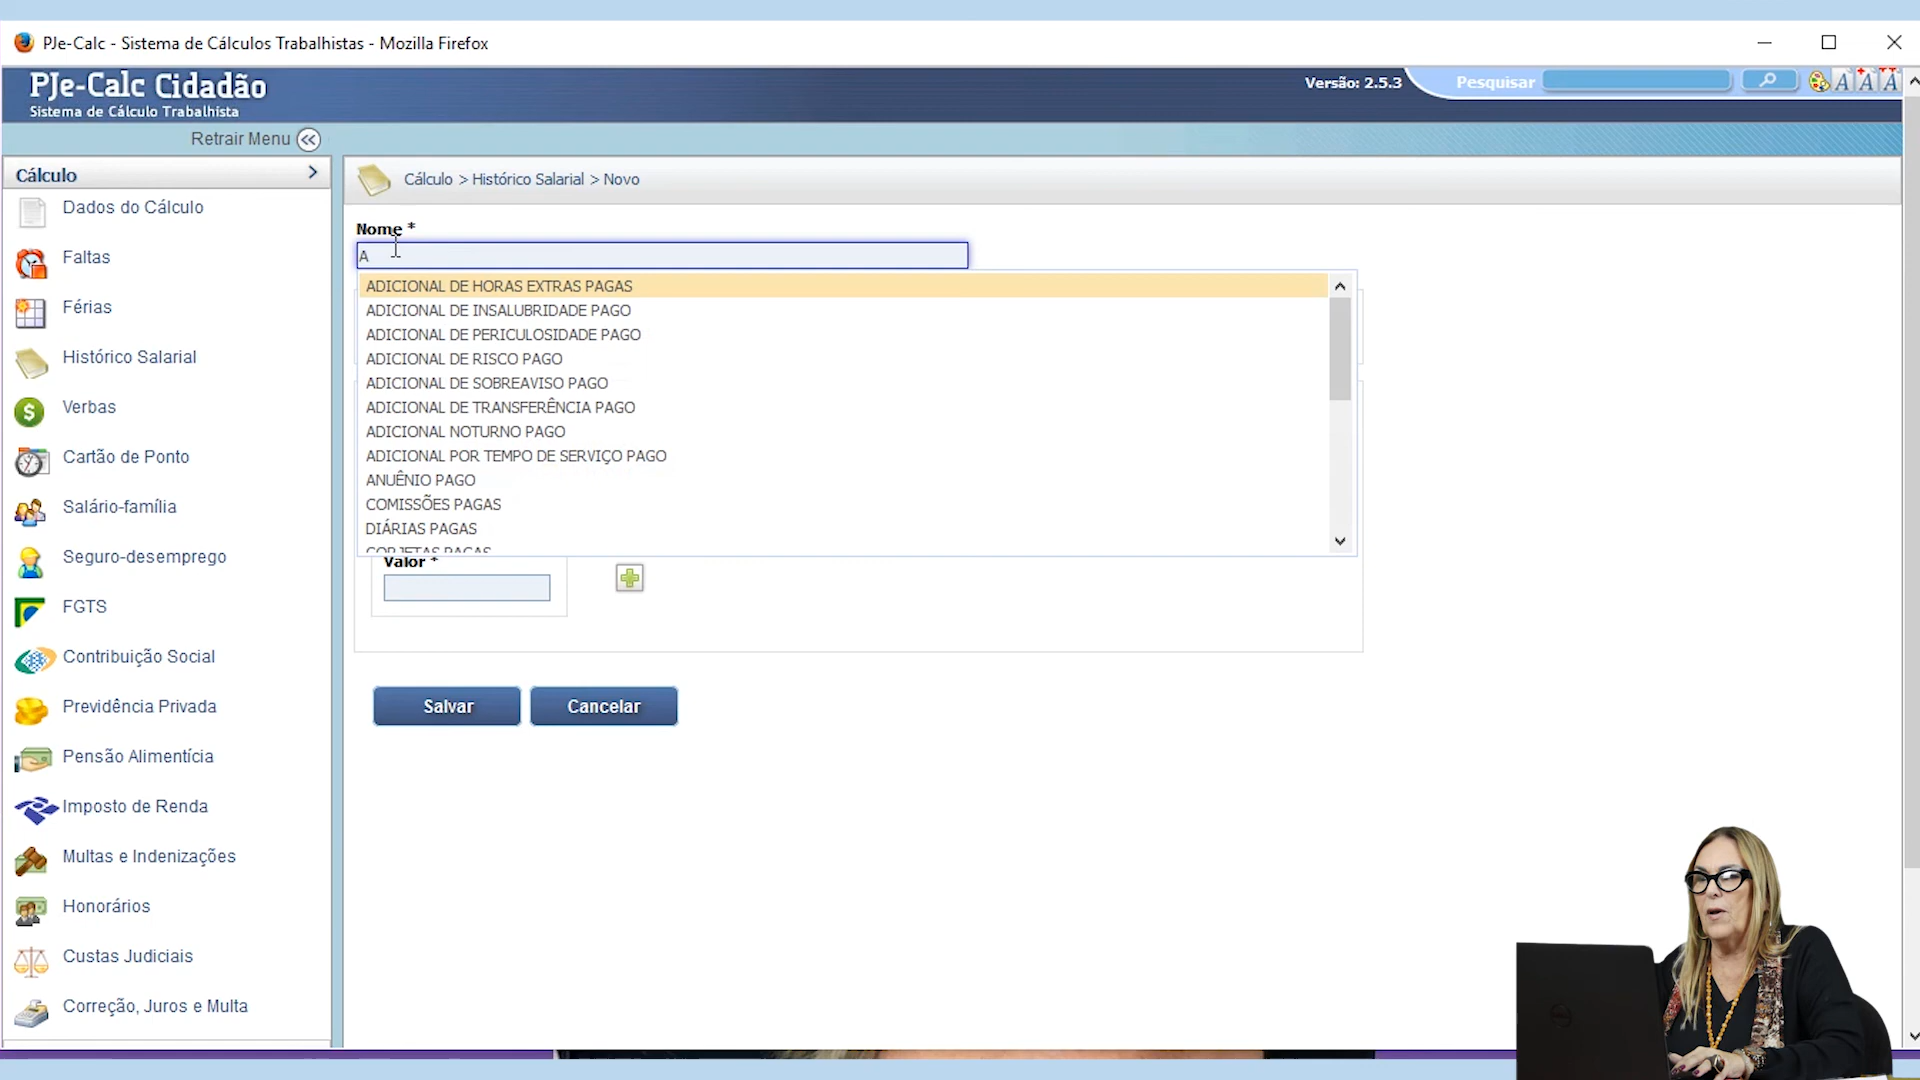 PJe-Calc - Sistema de Cálculos Trabalhistas - Mozilla Firefox
PJe-Calc Cidadão
Sistema de Cálculo Trabalhista
Versão: 2.5.3
Pesquisar
A A A
Retrair Menu
Cálculo
Dados do Cálculo
Faltas
Férias
Histórico Salarial
Verbas
Cartão de Ponto
Salário-família
Seguro-desemprego
FGTS
Contribuição Social
Previdência Privada
Pensão Alimentícia
Imposto de Renda
Multas e Indenizações
Honorários
Custas Judiciais
Correção, Juros e Multa
Cálculo > Histórico Salarial > Novo
Nome *
A
ADICIONAL DE HORAS EXTRAS PAGAS
ADICIONAL DE INSALUBRIDADE PAGO
ADICIONAL DE PERICULOSIDADE PAGO
ADICIONAL DE RISCO PAGO
ADICIONAL DE SOBREAVISO PAGO
ADICIONAL DE TRANSFERÊNCIA PAGO
ADICIONAL NOTURNO PAGO
ADICIONAL POR TEMPO DE SERVIÇO PAGO
ANUÊNIO PAGO
COMISSÕES PAGAS
DIÁRIAS PAGAS
GORJETAS PAGAS
Valor *
Salvar
Cancelar